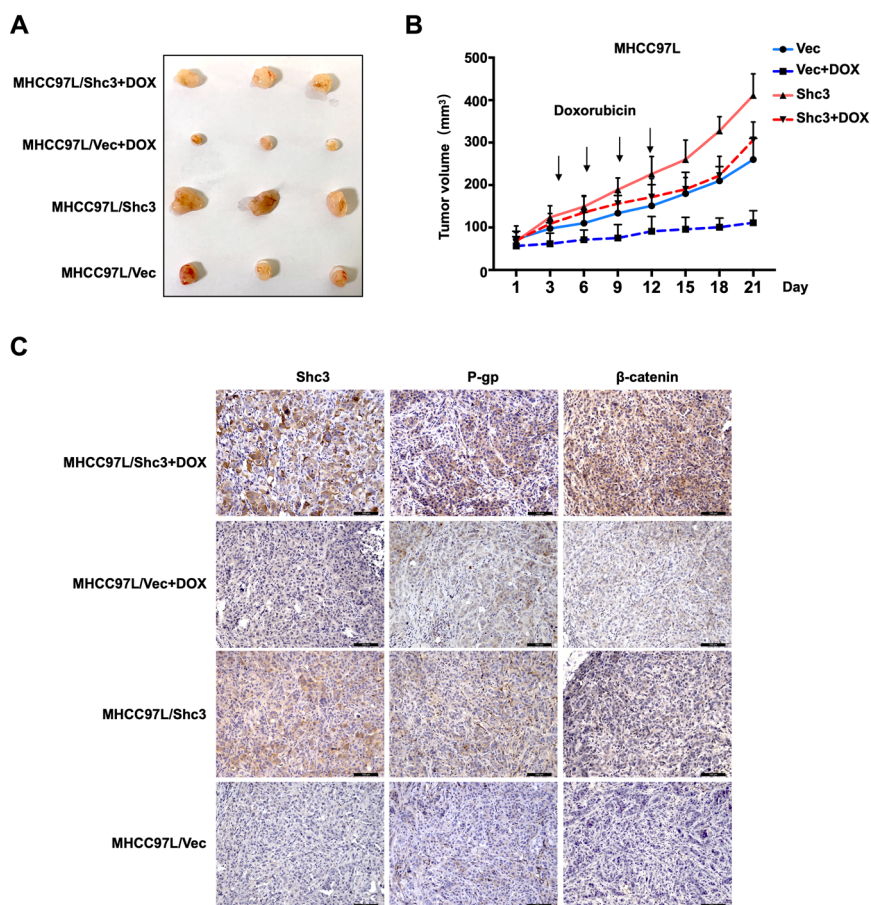 A
MHCC97L/Shc3+DOX
MHCC97L/Vec+DOX
MHCC97L/Shc3
MHCC97L/Vec
B
MHCC97L
Vec
Vec+DOX
Shc3
Shc3+DOX
Doxorubicin
Tumor volume (mm³)
500
400
300
200
100
0
1 3 6 9 12 15 18 21 Day
C
Shc3 P-gp β-catenin
MHCC97L/Shc3+DOX
MHCC97L/Vec+DOX
MHCC97L/Shc3
MHCC97L/Vec